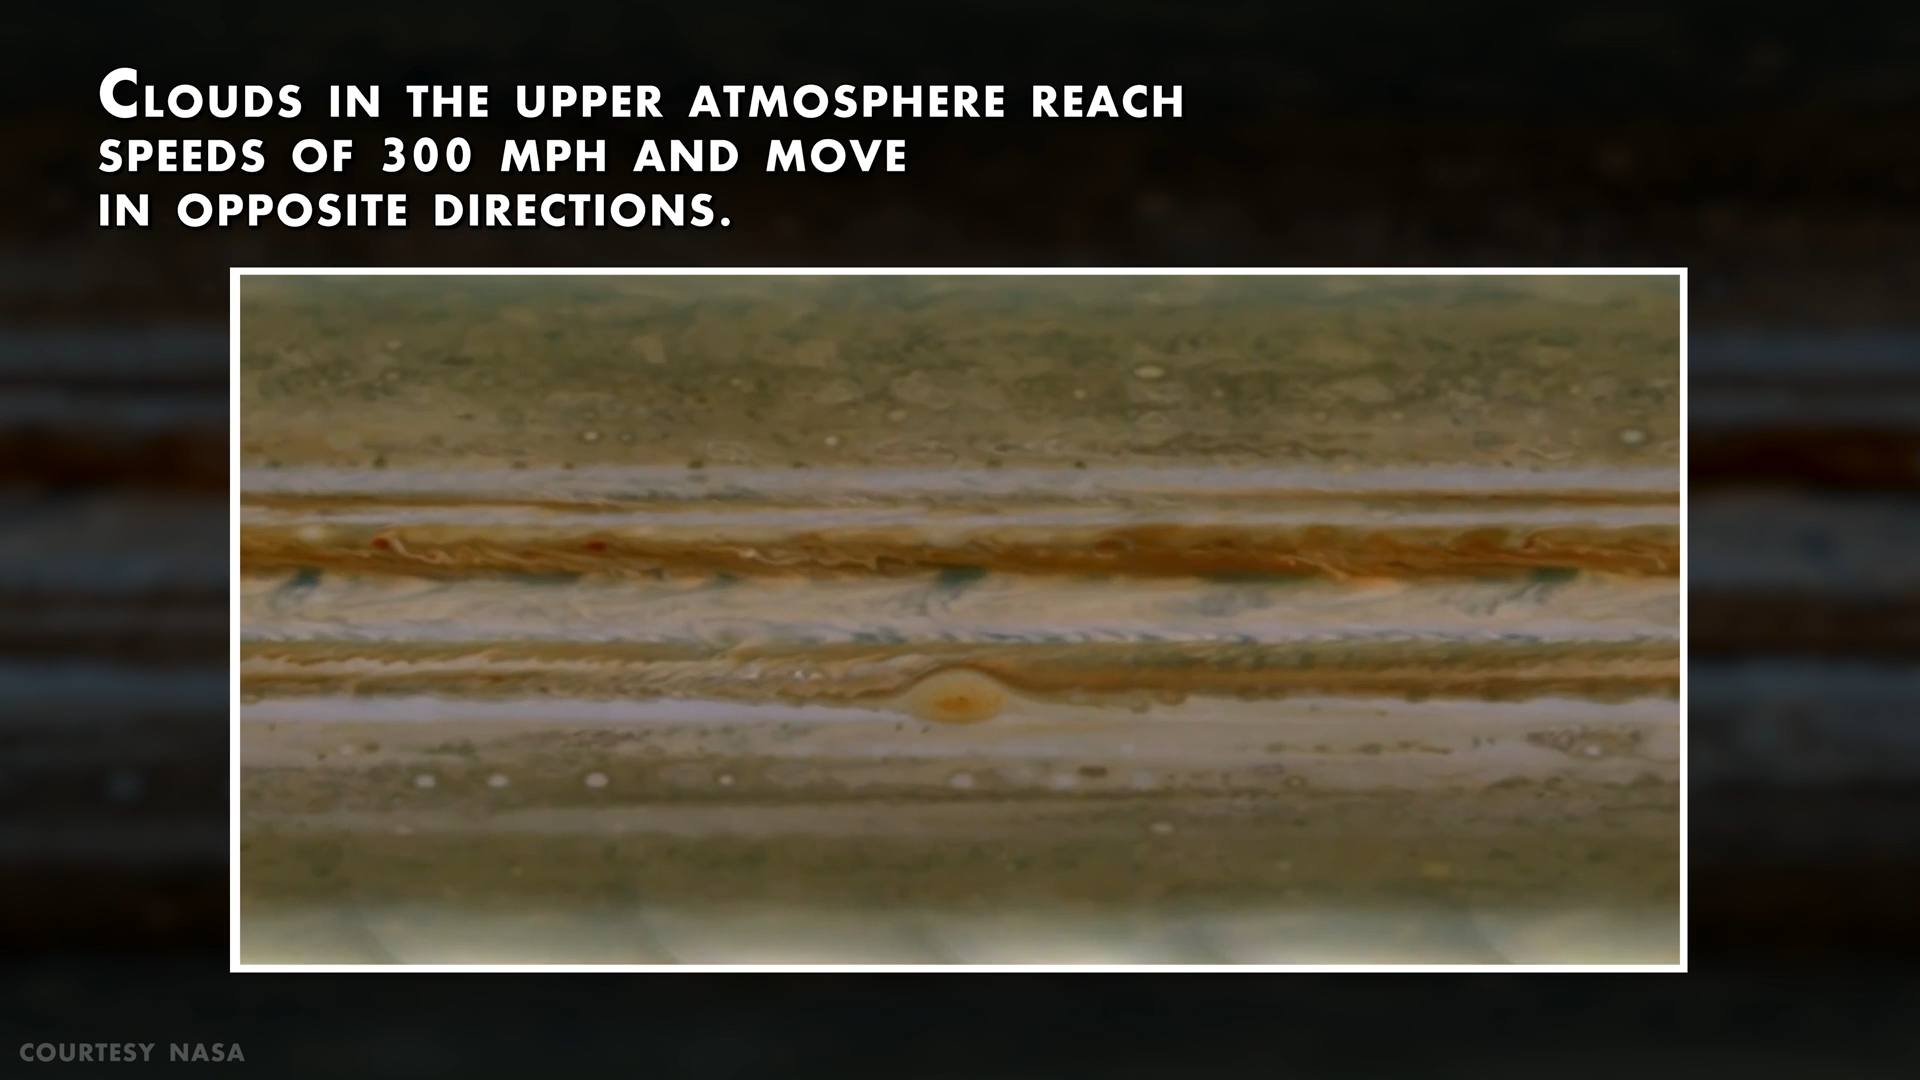 Clouds in the upper atmosphere reach
speeds of 300 mph and move
in opposite directions.
Courtesy NASA